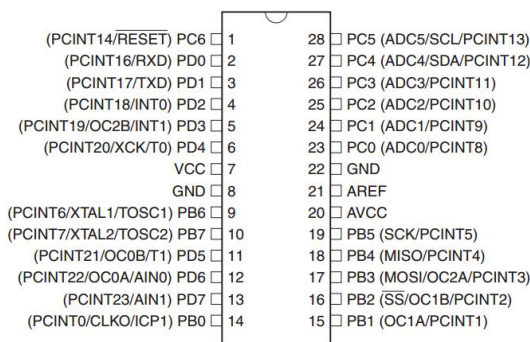 (PCINT14/RESET) PC6 1 28 PC5 (ADC5/SCL/PCINT13)
(PCINT16/RXD) PD0 2 27 PC4 (ADC4/SDA/PCINT12)
(PCINT17/TXD) PD1 3 26 PC3 (ADC3/PCINT11)
(PCINT18/INT0) PD2 4 25 PC2 (ADC2/PCINT10)
(PCINT19/OC2B/INT1) PD3 5 24 PC1 (ADC1/PCINT9)
(PCINT20/XCK/T0) PD4 6 23 PC0 (ADC0/PCINT8)
VCC 7 22 GND
GND 8 21 AREF
(PCINT6/XTAL1/TOSC1) PB6 9 20 AVCC
(PCINT7/XTAL2/TOSC2) PB7 10 19 PB5 (SCK/PCINT5)
(PCINT21/OC0B/T1) PD5 11 18 PB4 (MISO/PCINT4)
(PCINT22/OC0A/AIN0) PD6 12 17 PB3 (MOSI/OC2A/PCINT3)
(PCINT23/AIN1) PD7 13 16 PB2 (SS/OC1B/PCINT2)
(PCINT0/CLKO/ICP1) PB0 14 15 PB1 (OC1A/PCINT1)